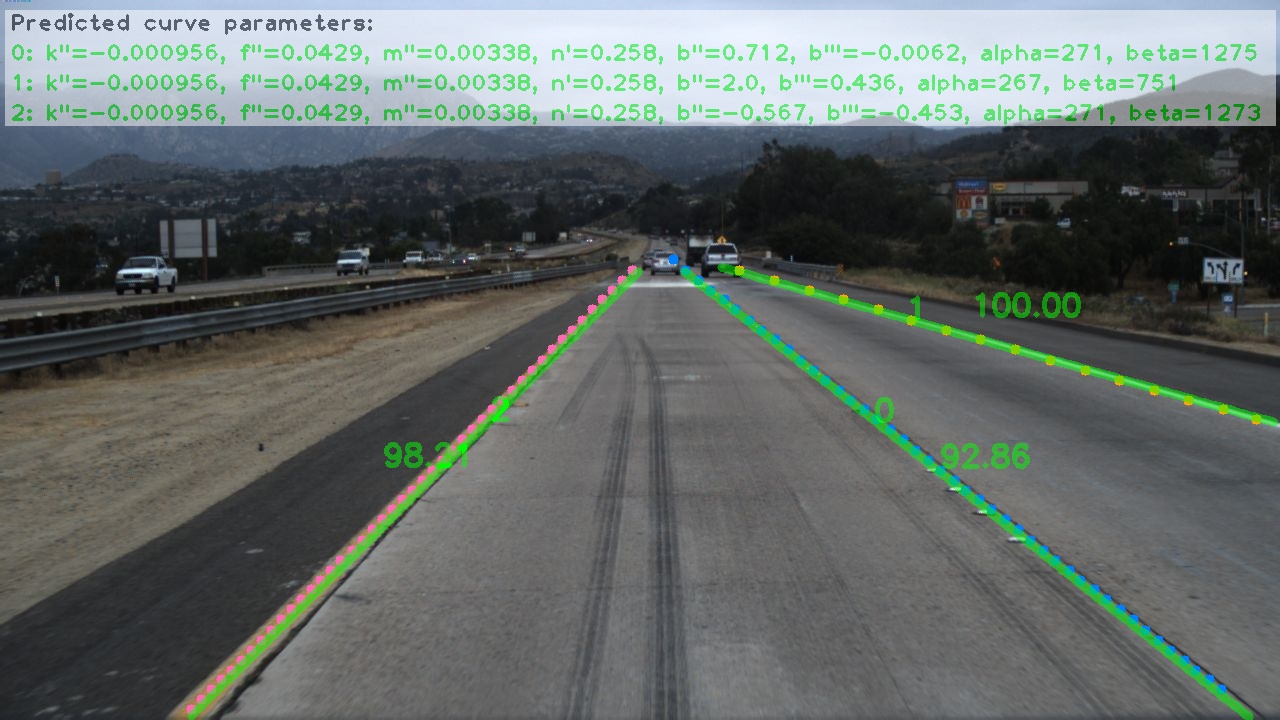 Predicted curve parameters:
0: k''=-0.000956, f''=0.0429, m''=0.00338, n'=0.258, b''=0.712, b'''=-0.0062, alpha=271, beta=1275
1: k''=-0.000956, f''=0.0429, m''=0.00338, n'=0.258, b''=2.0, b'''=0.436, alpha=267, beta=751
2: k''=-0.000956, f''=0.0429, m''=0.00338, n'=0.258, b''=-0.567, b'''=-0.453, alpha=271, beta=1273
1 100.00
0
92.86